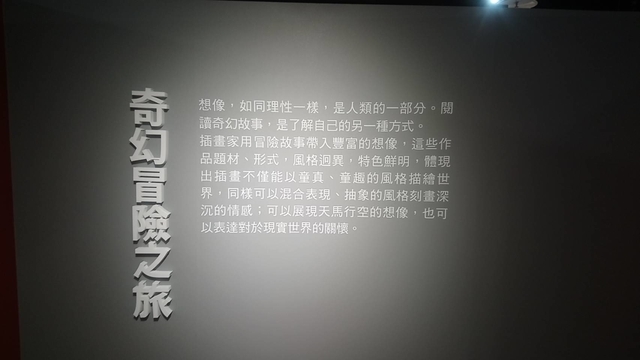 奇幻冒險之旅
想像，如同理性一樣，是人類的一部分。閱
讀奇幻故事，是了解自己的另一種方式。
插畫家用冒險故事帶入豐富的想像，這些作
品題材、形式，風格迥異，特色鮮明，體現
出插畫不僅能以童真、童趣的風格描繪世
界，同樣可以混合表現、抽象的風格刻畫深
沉的情感；可以展現天馬行空的想像，也可
以表達對於現實世界的關懷。